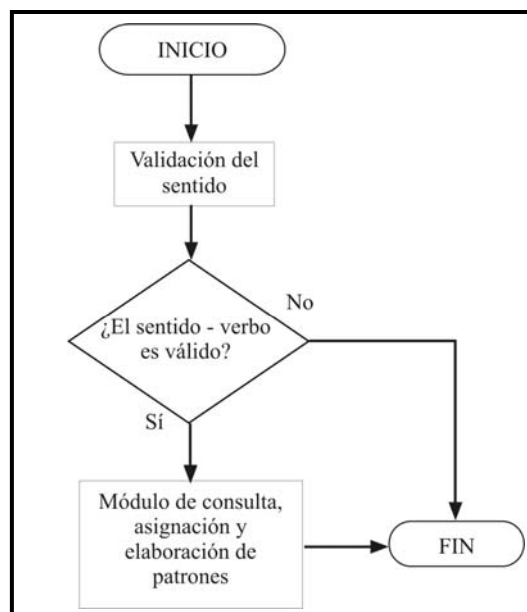 INICIO
Validación del
sentido
No
¿El sentido - verbo
es válido?
Sí
Módulo de consulta,
asignación y
elaboración de
patrones
FIN